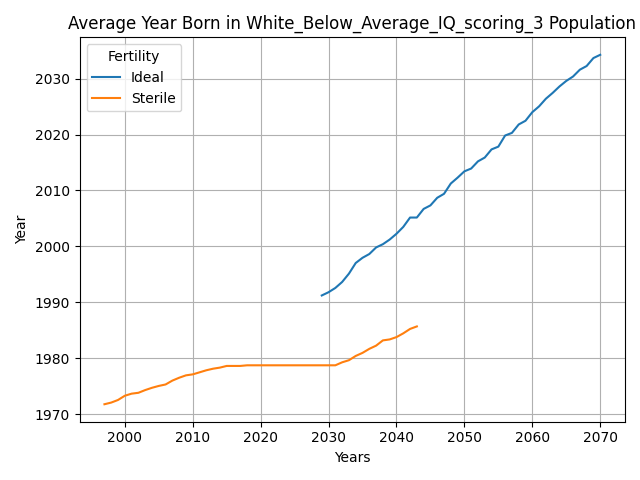 Average Year Born in White_Below_Average_IQ_scoring_3 Population
Fertility
Ideal
Sterile
Year
2030
2020
2010
2000
1990
1980
1970
2000 2010 2020 2030 2040 2050 2060 2070
Years